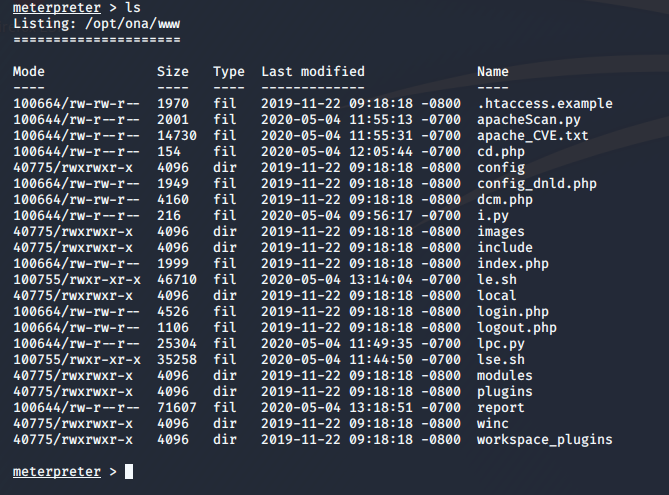 meterpreter > ls
Listing: /opt/ona/www
=====================

Mode              Size   Type  Last modified              Name
----              ----   ----  -------------              ----
100664/rw-rw-r--  1970   fil   2019-11-22 09:18:18 -0800  .htaccess.example
100644/rw-r--r--  2001   fil   2020-05-04 11:55:13 -0700  apacheScan.py
100644/rw-r--r--  14730  fil   2020-05-04 11:55:31 -0700  apache_CVE.txt
100644/rw-r--r--  154    fil   2020-05-04 12:05:44 -0700  cd.php
40775/rwxrwxr-x   4096   dir   2019-11-22 09:18:18 -0800  config
100664/rw-rw-r--  1949   fil   2019-11-22 09:18:18 -0800  config_dnld.php
100664/rw-rw-r--  4160   fil   2019-11-22 09:18:18 -0800  dcm.php
100644/rw-r--r--  216    fil   2020-05-04 09:56:17 -0700  i.py
40775/rwxrwxr-x   4096   dir   2019-11-22 09:18:18 -0800  images
40775/rwxrwxr-x   4096   dir   2019-11-22 09:18:18 -0800  include
100664/rw-rw-r--  1999   fil   2019-11-22 09:18:18 -0800  index.php
100755/rwxr-xr-x  46710  fil   2020-05-04 13:14:04 -0700  le.sh
40775/rwxrwxr-x   4096   dir   2019-11-22 09:18:18 -0800  local
100664/rw-rw-r--  4526   fil   2019-11-22 09:18:18 -0800  login.php
100664/rw-rw-r--  1106   fil   2019-11-22 09:18:18 -0800  logout.php
100644/rw-r--r--  25304  fil   2020-05-04 11:49:35 -0700  lpc.py
100755/rwxr-xr-x  35258  fil   2020-05-04 11:44:50 -0700  lse.sh
40775/rwxrwxr-x   4096   dir   2019-11-22 09:18:18 -0800  modules
40775/rwxrwxr-x   4096   dir   2019-11-22 09:18:18 -0800  plugins
100644/rw-r--r--  71607  fil   2020-05-04 13:18:51 -0700  report
40775/rwxrwxr-x   4096   dir   2019-11-22 09:18:18 -0800  winc
40775/rwxrwxr-x   4096   dir   2019-11-22 09:18:18 -0800  workspace_plugins

meterpreter >